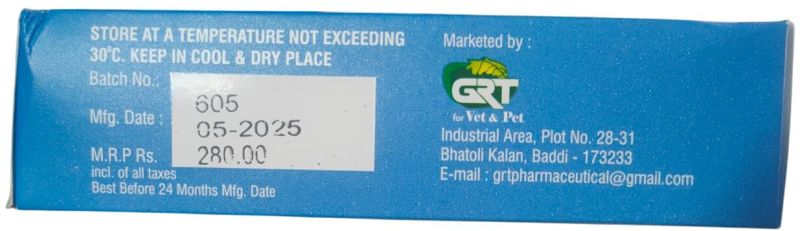 STORE AT A TEMPERATURE NOT EXCEEDING
30°C. KEEP IN COOL & DRY PLACE
Batch No.: 605
Mfg. Date : 05-2025
M.R.P Rs. 280.00
incl. of all taxes
Best Before 24 Months Mfg. Date
Marketed by :
GRT
for Vet & Pet
Industrial Area, Plot No. 28-31
Bhatoli Kalan, Baddi - 173233
E-mail : grtpharmaceutical@gmail.com